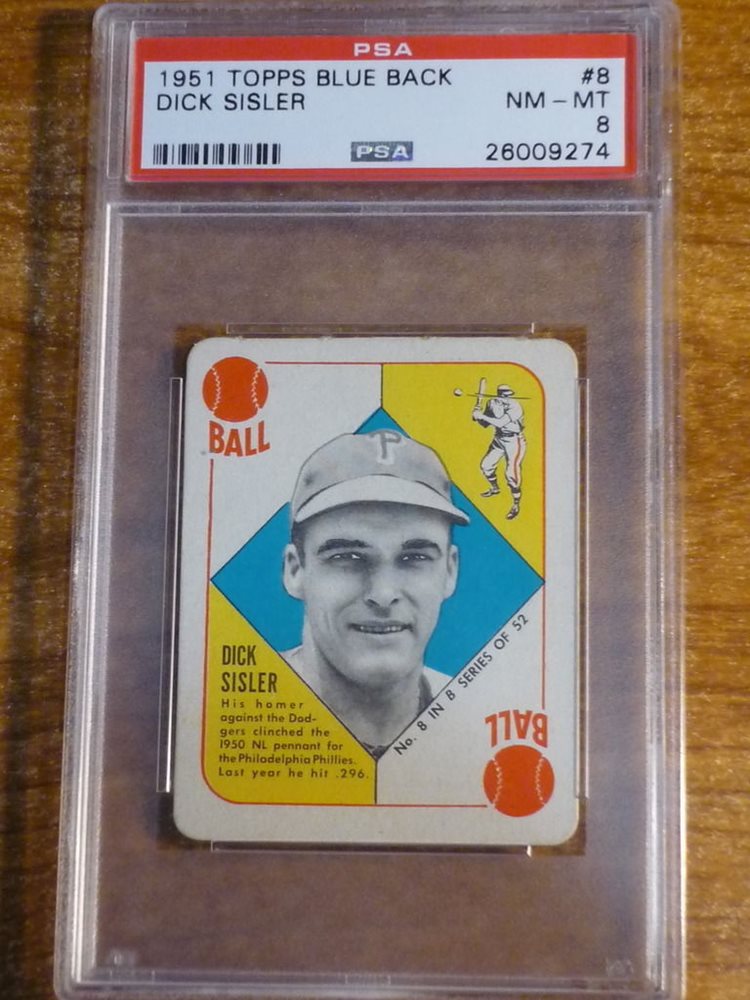 PSA
1951 TOPPS BLUE BACK #8
DICK SISLER NM - MT
8
PSA 26009274
BALL
P
DICK
SISLER
His homer
against the Dod-
gers clinched the
1950 NL pennant for
the Philadelphia Phillies.
Last year he hit .296.
No. 8 IN B SERIES OF 52
BALL